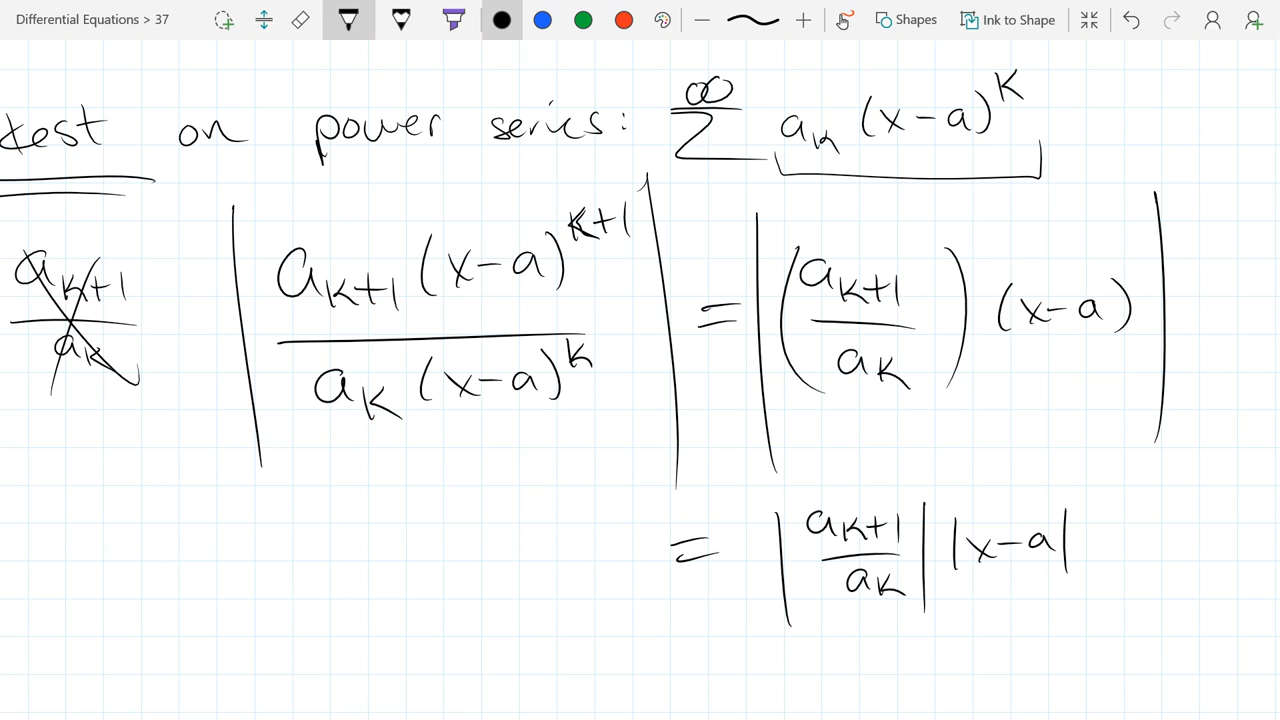 Differential Equations > 37
Shapes
Ink to Shape
test on power series: ∑^∞ a_k (x-a)^k
a_{k+1} / a_k
| a_{k+1} (x-a)^{k+1} / a_k (x-a)^k | = | ( a_{k+1} / a_k ) (x-a) |
= | a_{k+1} / a_k | |x-a|